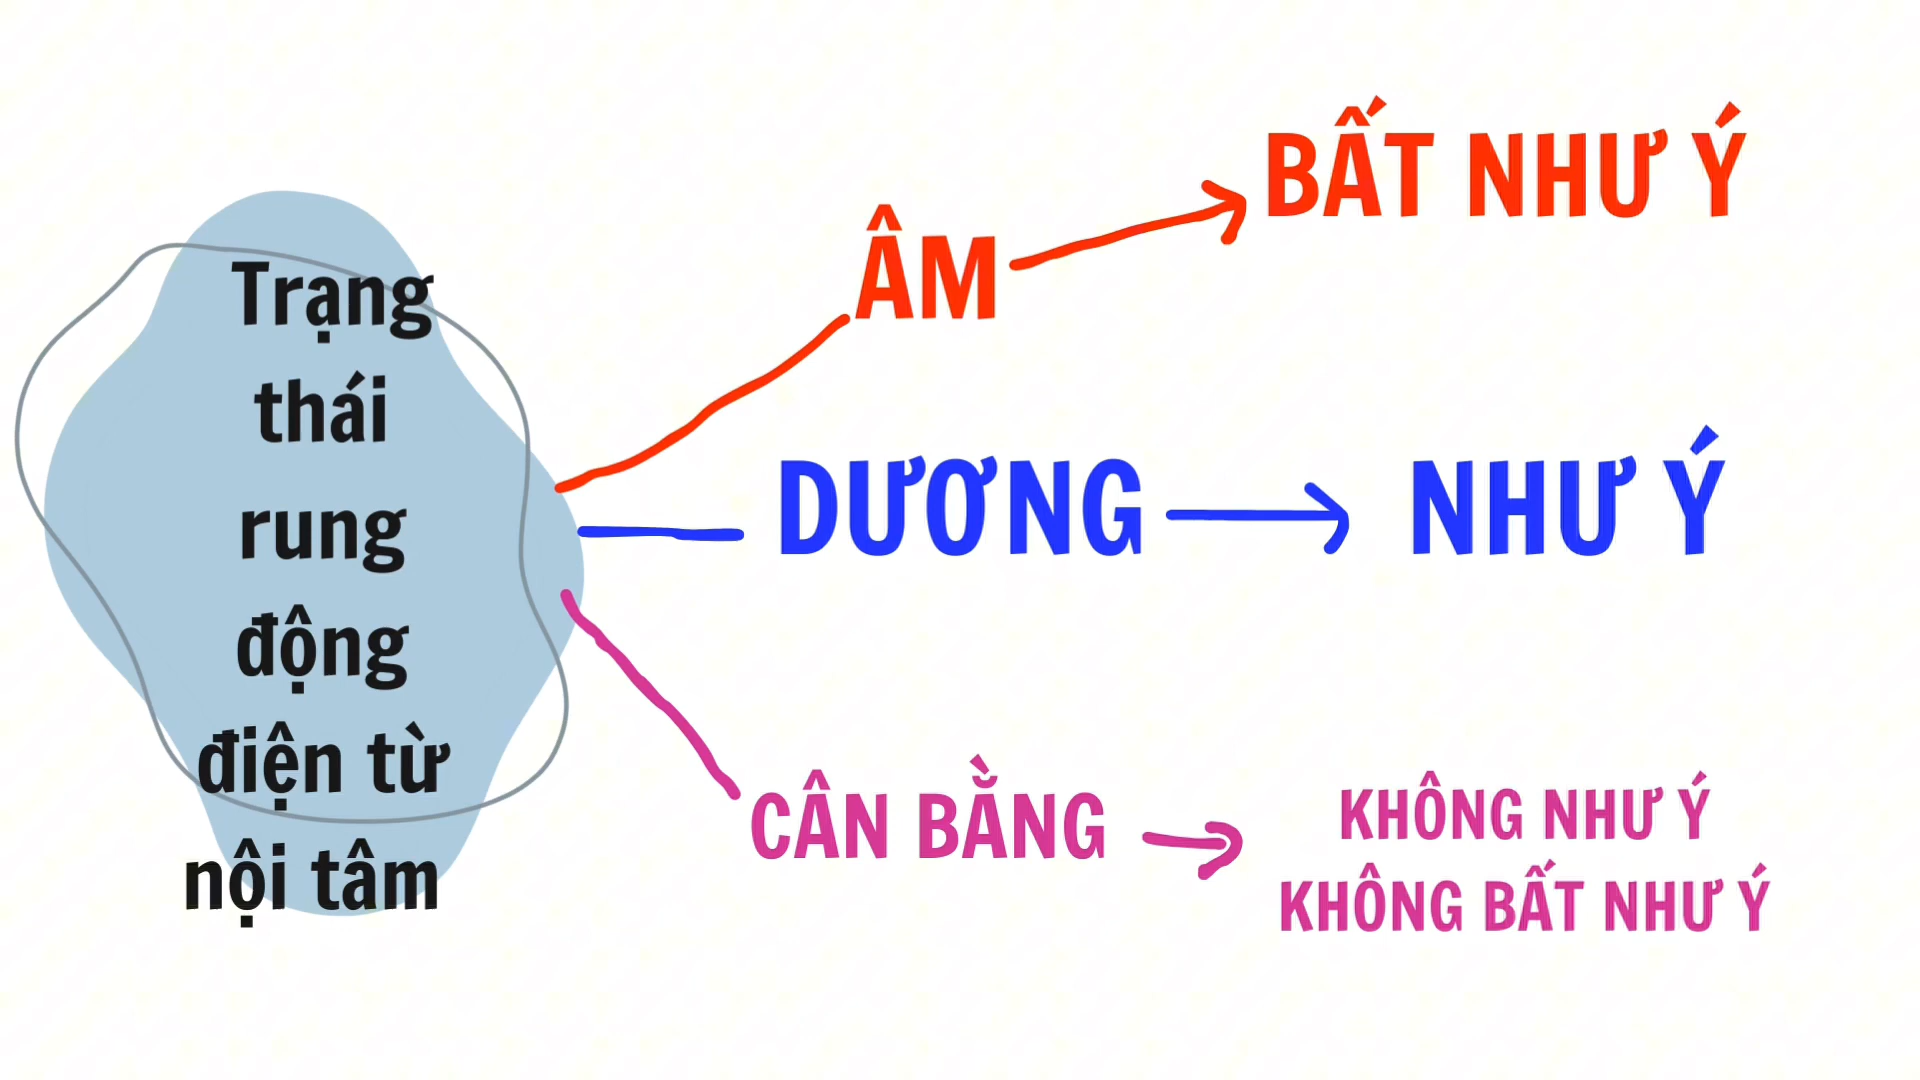 Trạng
thái
rung
động
điện từ
nội tâm
ÂM
BẤT NHƯ Ý
DƯƠNG
NHƯ Ý
CÂN BẰNG
KHÔNG NHƯ Ý
KHÔNG BẤT NHƯ Ý